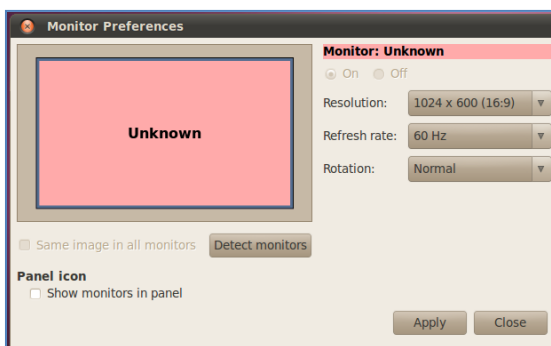 Monitor Preferences
Monitor: Unknown
On Off
Resolution: 1024 x 600 (16:9)
Unknown
Refresh rate: 60 Hz
Rotation: Normal
Same image in all monitors Detect monitors
Panel icon
Show monitors in panel
Apply Close